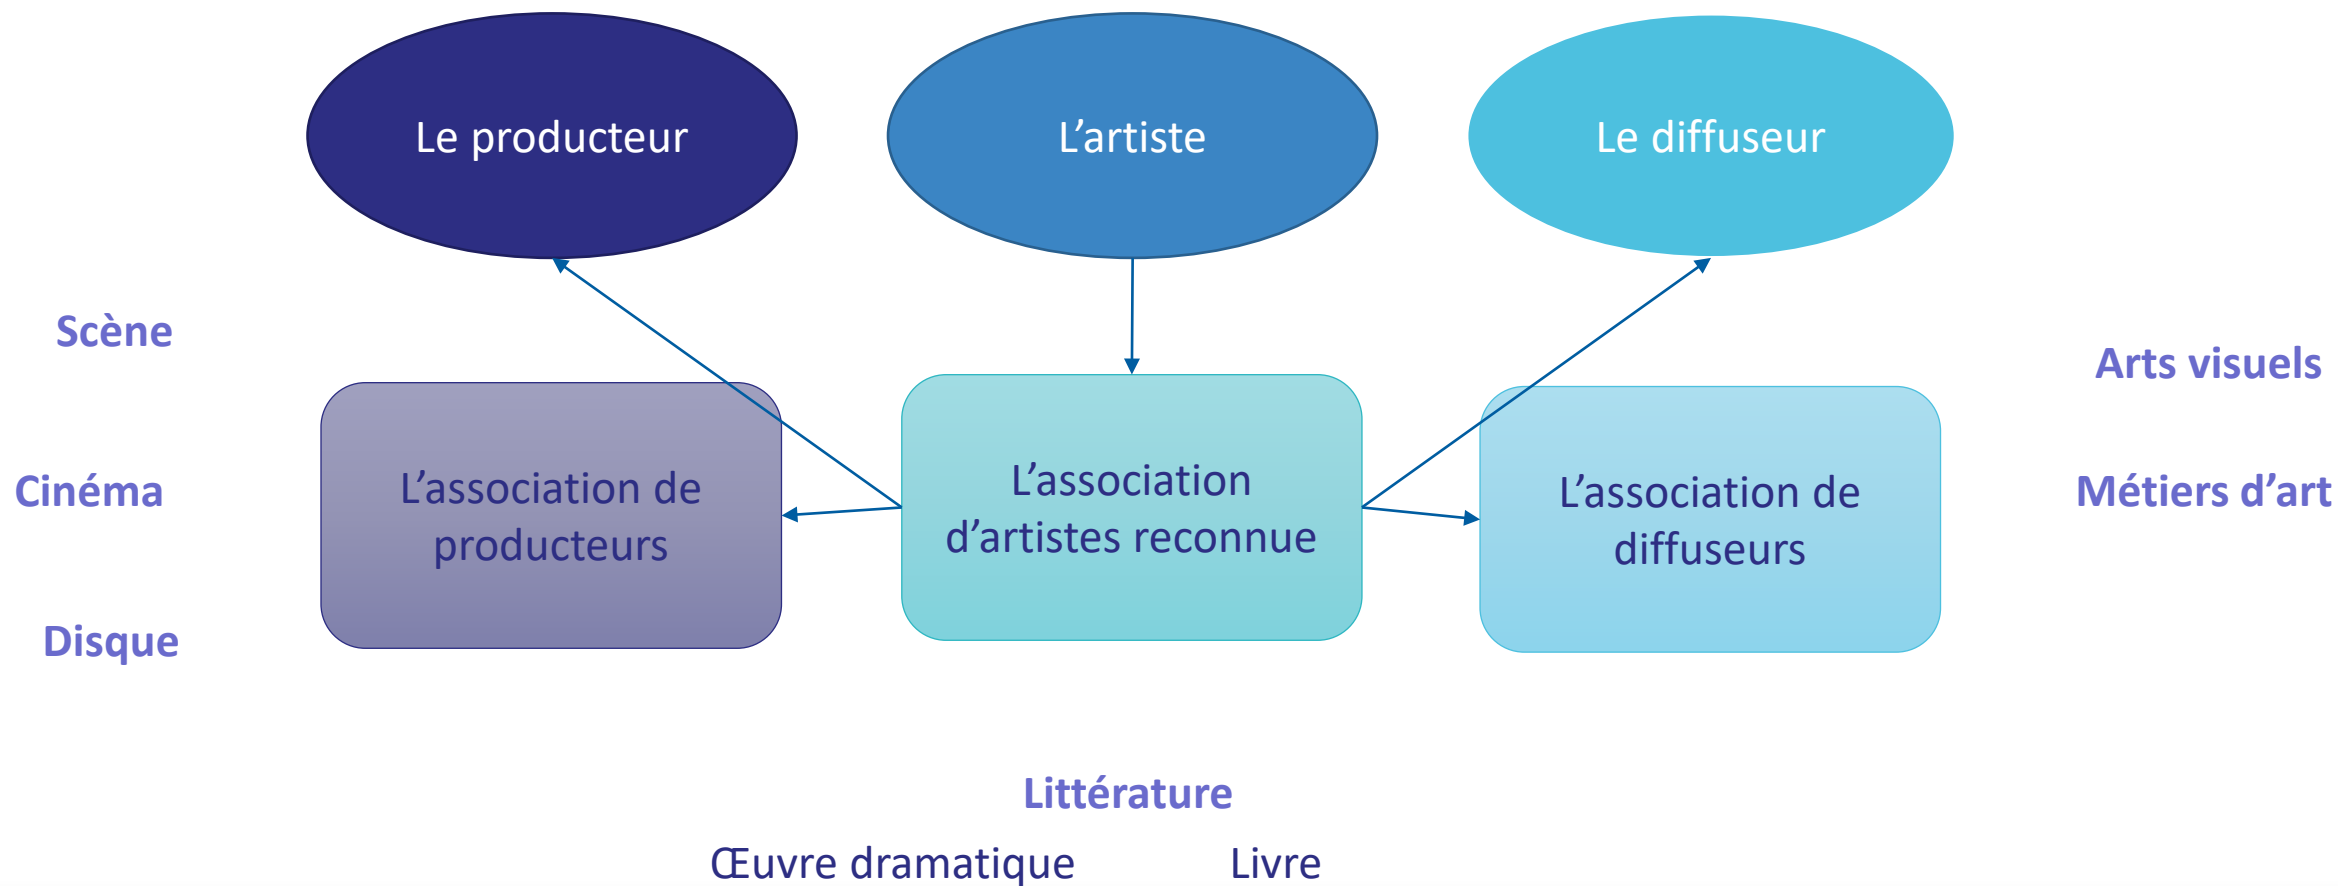 Le producteur
L’artiste
Le diffuseur
Scène
Cinéma
Disque
L’association de
producteurs
L’association
d’artistes reconnue
L’association de
diffuseurs
Arts visuels
Métiers d’art
Littérature
Œuvre dramatique
Livre